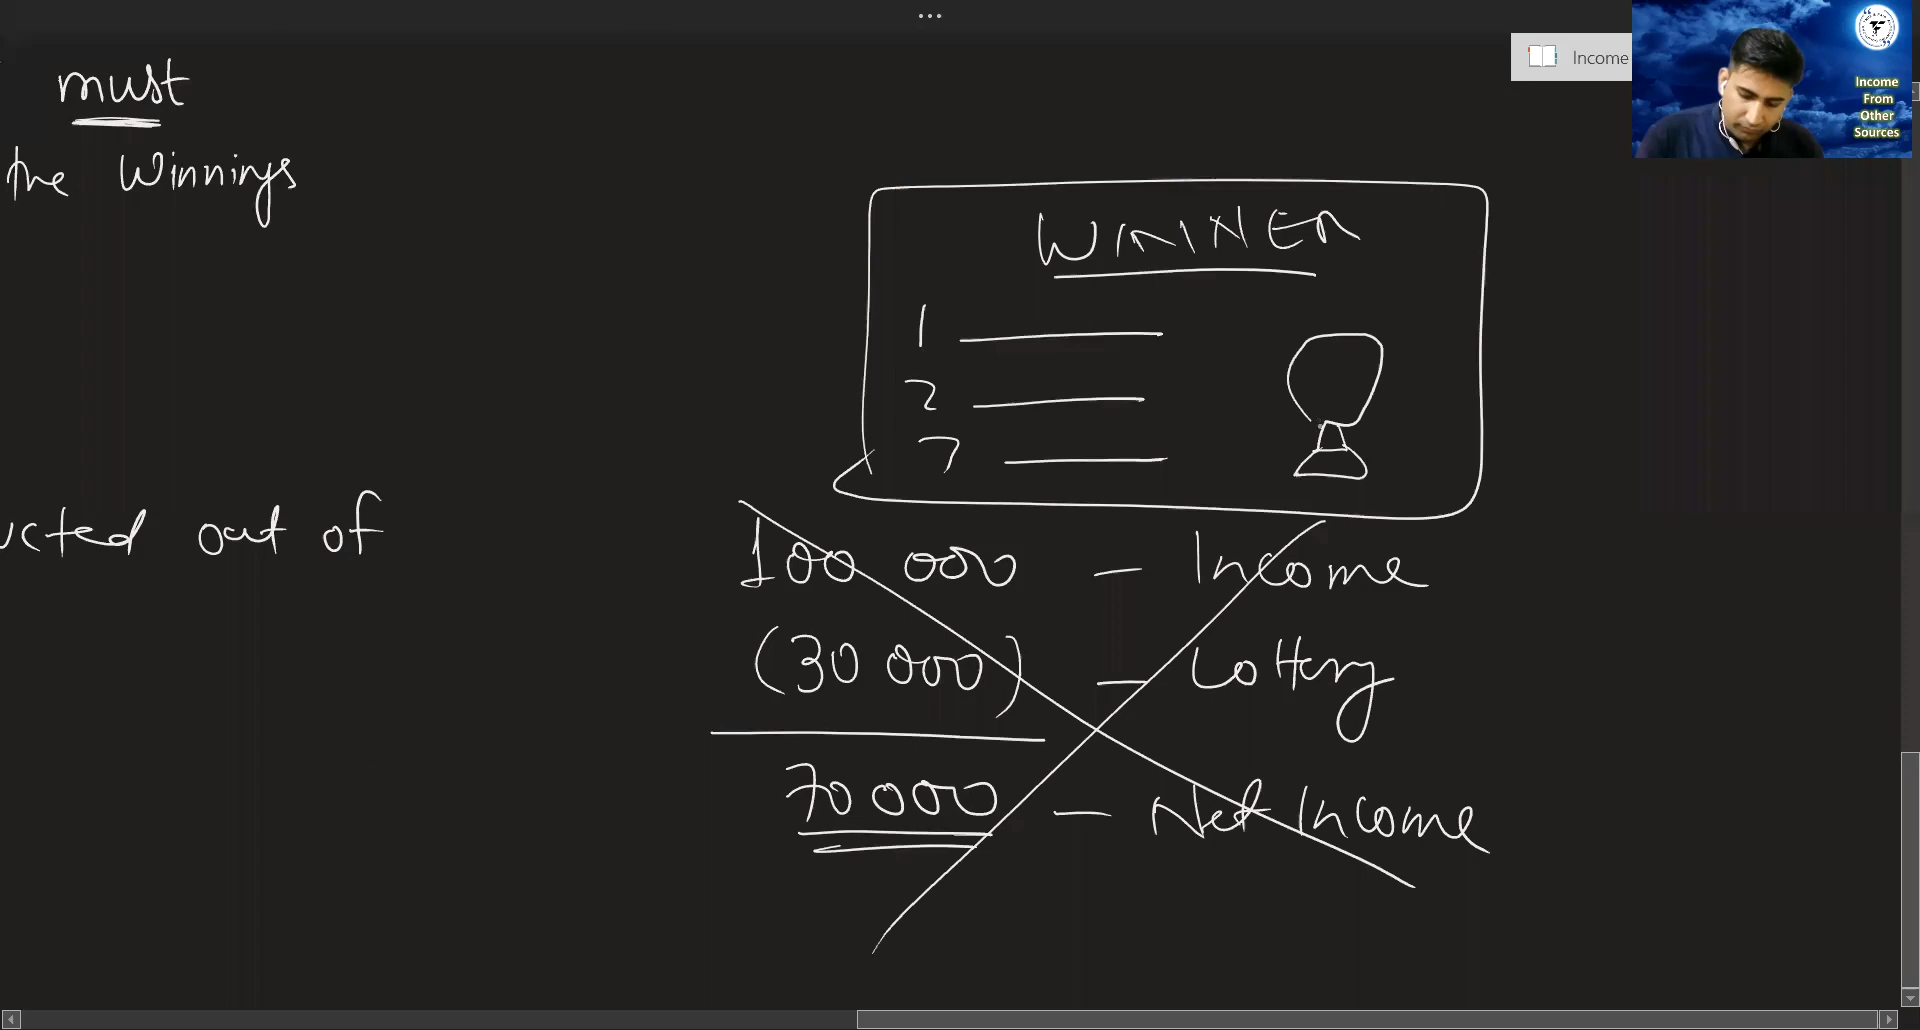 must
the Winnings
ucted out of
WINNER
1
2
7
100 000 - Income
(30 000) - Lottery
70 000 - Net Income
Income
Income
From
Other
Sources